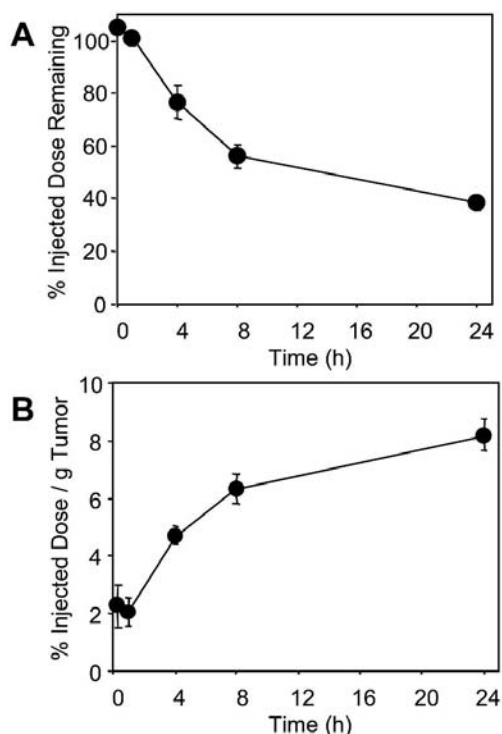 A
% Injected Dose Remaining
100
80
60
40
20
0
0 4 8 12 16 20 24
Time (h)
B
% Injected Dose / g Tumor
10
8
6
4
2
0
0 4 8 12 16 20 24
Time (h)